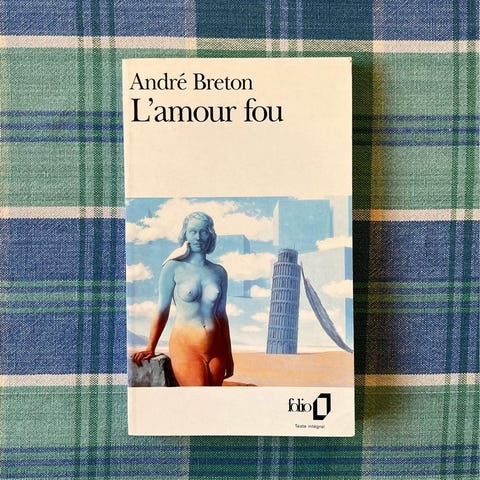 André Breton
L'amour fou
folio
Texte intégral